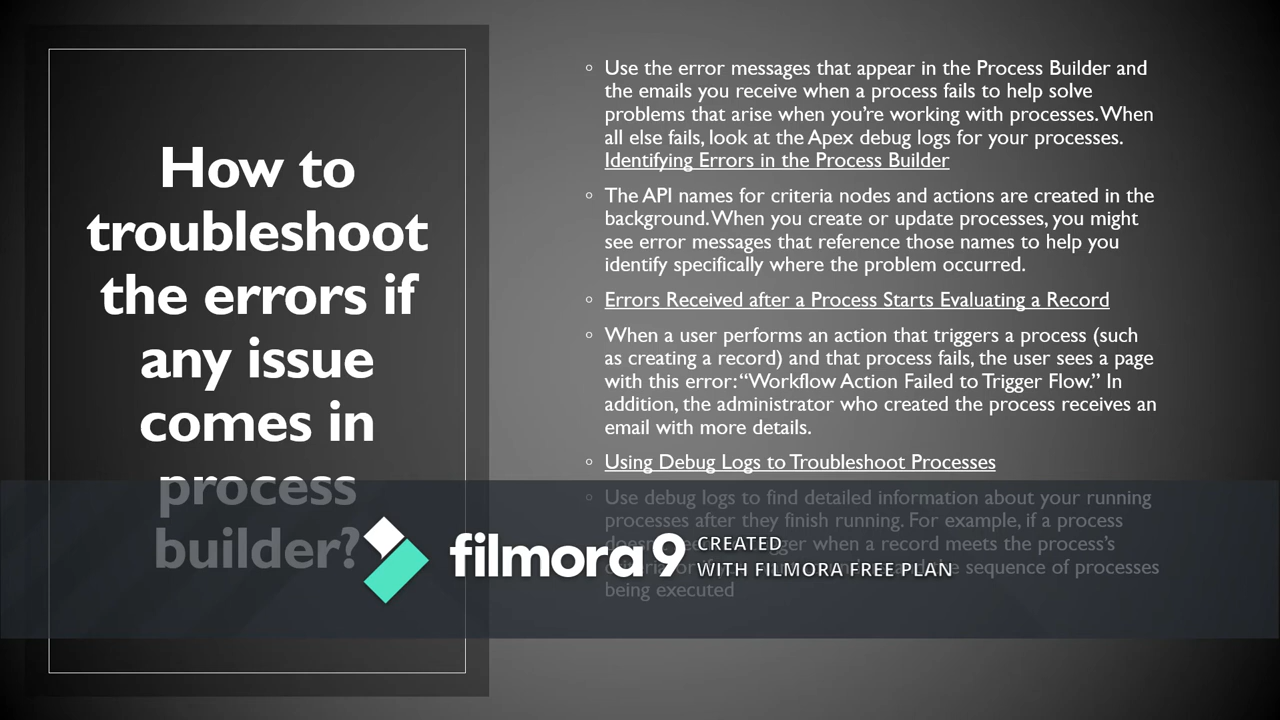 How to
troubleshoot
the errors if
any issue
comes in
process
builder?
Use the error messages that appear in the Process Builder and
the emails you receive when a process fails to help solve
problems that arise when you're working with processes. When
all else fails, look at the Apex debug logs for your processes.
Identifying Errors in the Process Builder
The API names for criteria nodes and actions are created in the
background. When you create or update processes, you might
see error messages that reference those names to help you
identify specifically where the problem occurred.
Errors Received after a Process Starts Evaluating a Record
When a user performs an action that triggers a process (such
as creating a record) and that process fails, the user sees a page
with this error: “Workflow Action Failed to Trigger Flow.” In
addition, the administrator who created the process receives an
email with more details.
Using Debug Logs to Troubleshoot Processes
Use debug logs to find detailed information about your running
processes after they finish running. For example, if a process
when a record meets the process's
sequence of processes
being executed
filmora9
CREATED
WITH FILMORA FREE PLAN